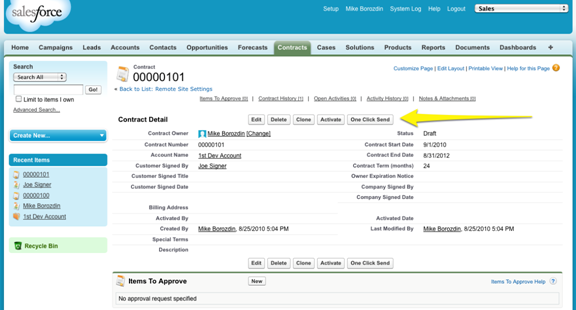 salesforce
Setup Mike Borozdin System Log Help Logout Sales
Home Campaigns Leads Accounts Contacts Opportunities Forecasts Contracts Cases Solutions Products Reports Documents Dashboards +
Search
Search All
Go!
Limit to items I own
Advanced Search...
Create New...
Recent Items
00000101
Joe Signer
00000100
Mike Borozdin
1st Dev Account
Recycle Bin
Contract
00000101
Customize Page | Edit Layout | Printable View | Help for this Page ?
« Back to List: Remote Site Settings
Items To Approve [0] | Contract History [1] | Open Activities [0] | Activity History [0] | Notes & Attachments [0]
Contract Detail Edit Delete Clone Activate One Click Send
Contract Owner Mike Borozdin [Change] Status Draft
Contract Number 00000101 Contract Start Date 9/1/2010
Account Name 1st Dev Account Contract End Date 8/31/2012
Customer Signed By Joe Signer Contract Term (months) 24
Customer Signed Title Owner Expiration Notice
Customer Signed Date Company Signed By
Company Signed Date
Billing Address
Activated By Activated Date
Created By Mike Borozdin, 8/25/2010 5:04 PM Last Modified By Mike Borozdin, 8/25/2010 5:04 PM
Special Terms
Description
Edit Delete Clone Activate One Click Send
Items To Approve New Items To Approve Help ?
No approval request specified